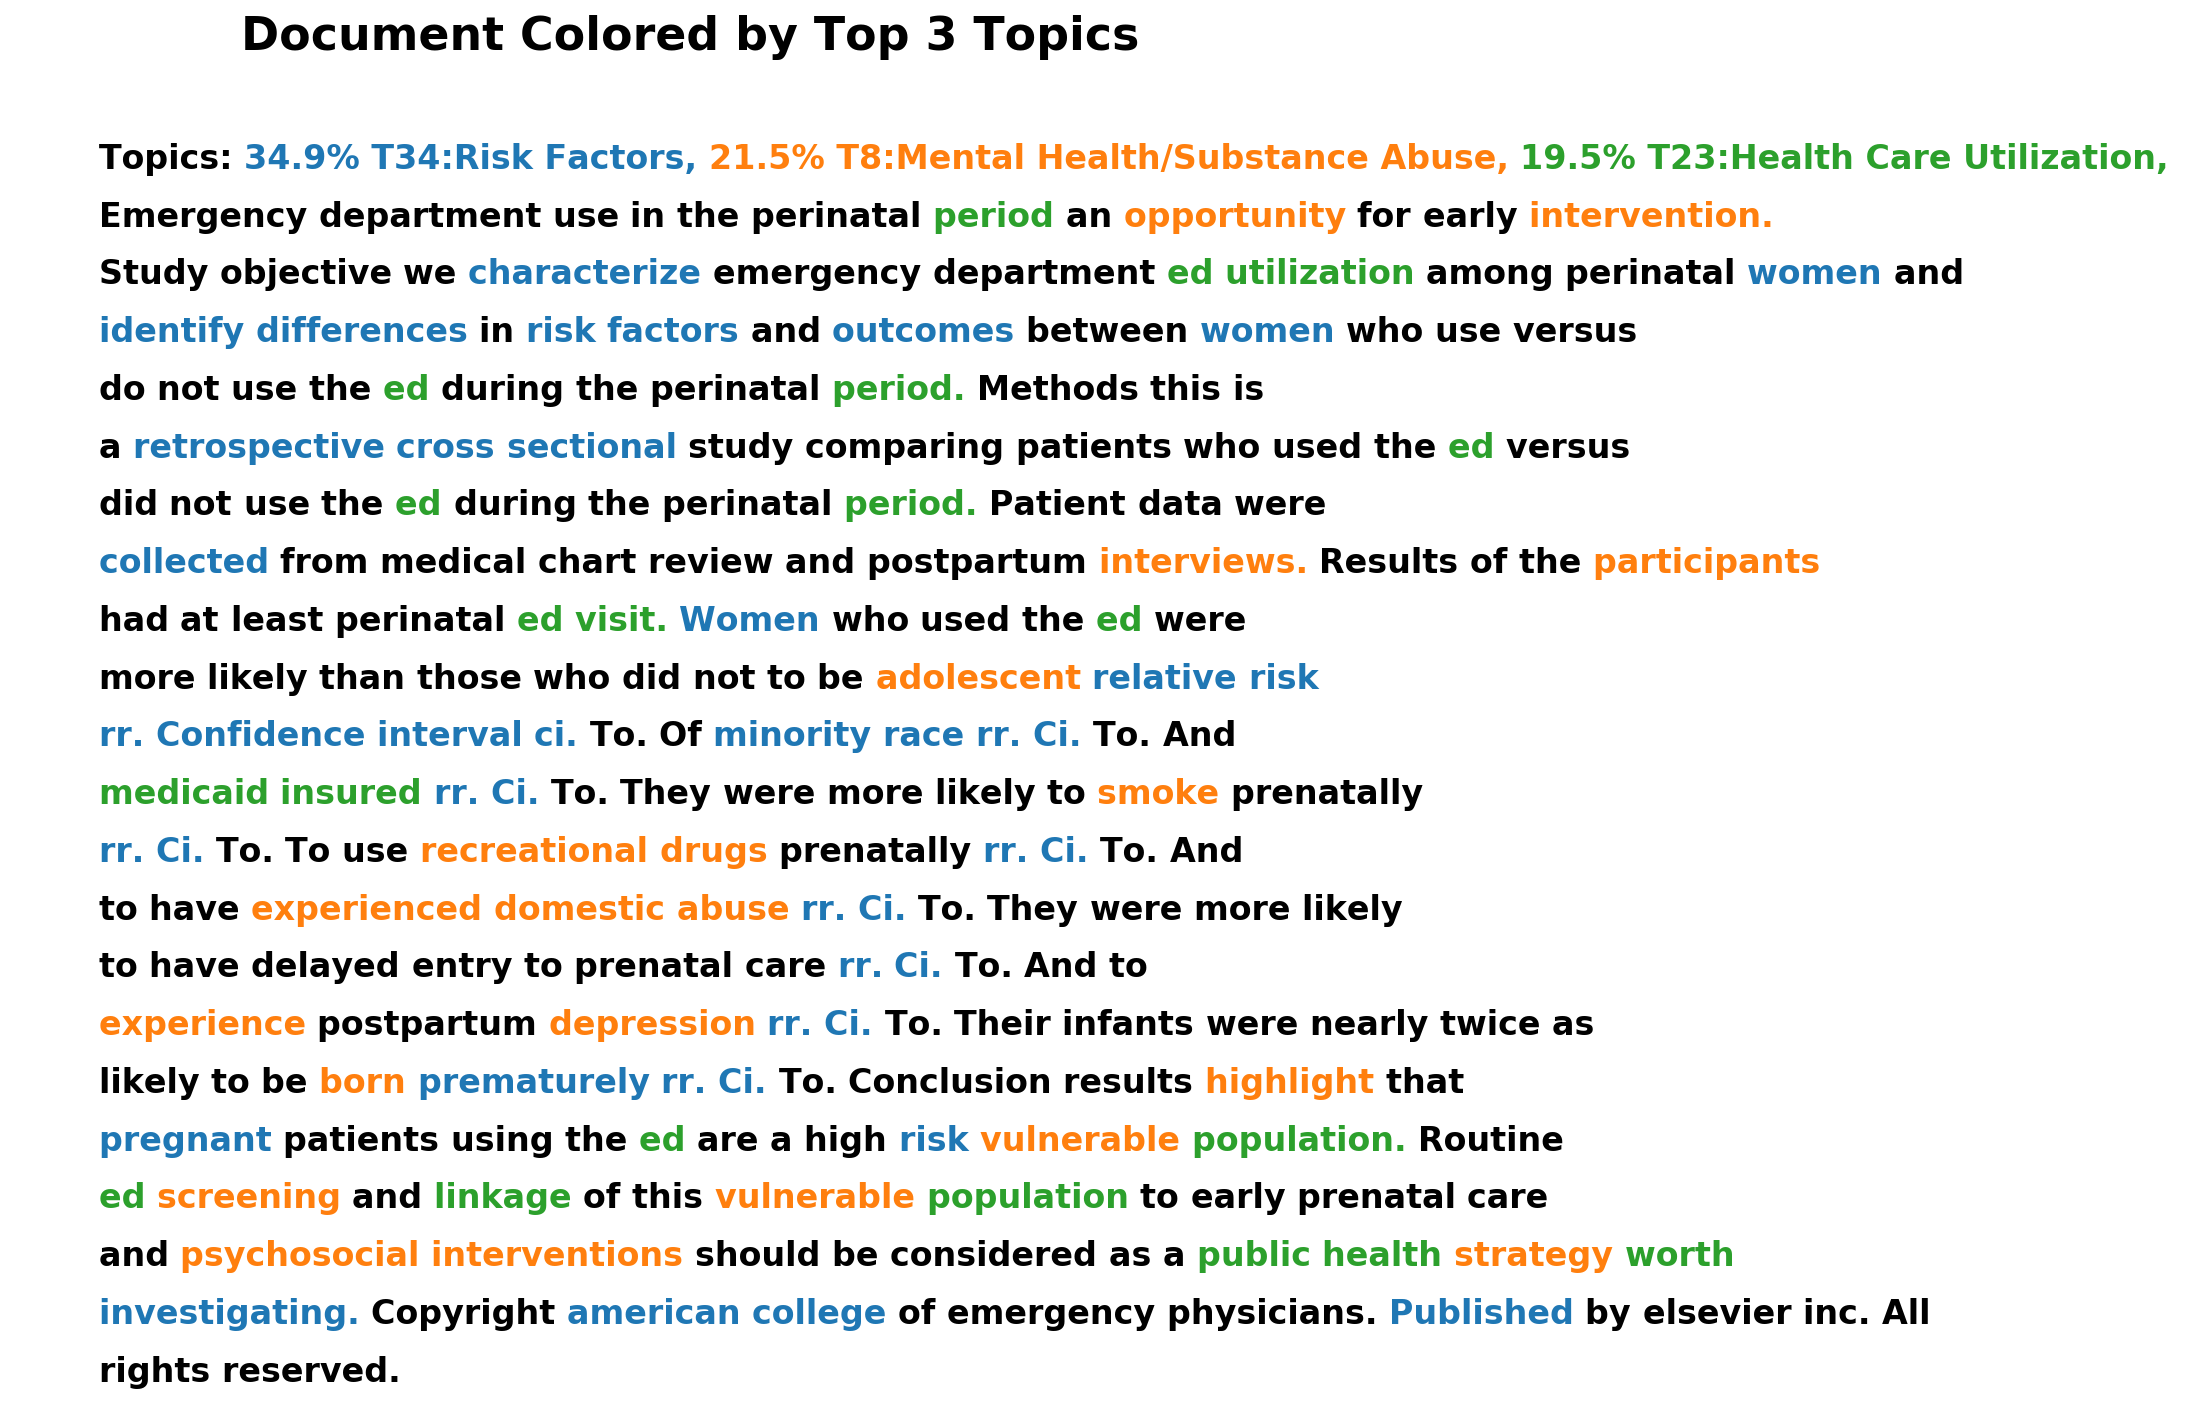 Document Colored by Top 3 Topics
Topics: 34.9% T34:Risk Factors, 21.5% T8:Mental Health/Substance Abuse, 19.5% T23:Health Care Utilization,
Emergency department use in the perinatal period an opportunity for early intervention.
Study objective we characterize emergency department ed utilization among perinatal women and
identify differences in risk factors and outcomes between women who use versus
do not use the ed during the perinatal period. Methods this is
a retrospective cross sectional study comparing patients who used the ed versus
did not use the ed during the perinatal period. Patient data were
collected from medical chart review and postpartum interviews. Results of the participants
had at least perinatal ed visit. Women who used the ed were
more likely than those who did not to be adolescent relative risk
rr. Confidence interval ci. To. Of minority race rr. Ci. To. And
medicaid insured rr. Ci. To. They were more likely to smoke prenatally
rr. Ci. To. To use recreational drugs prenatally rr. Ci. To. And
to have experienced domestic abuse rr. Ci. To. They were more likely
to have delayed entry to prenatal care rr. Ci. To. And to
experience postpartum depression rr. Ci. To. Their infants were nearly twice as
likely to be born prematurely rr. Ci. To. Conclusion results highlight that
pregnant patients using the ed are a high risk vulnerable population. Routine
ed screening and linkage of this vulnerable population to early prenatal care
and psychosocial interventions should be considered as a public health strategy worth
investigating. Copyright american college of emergency physicians. Published by elsevier inc. All
rights reserved.